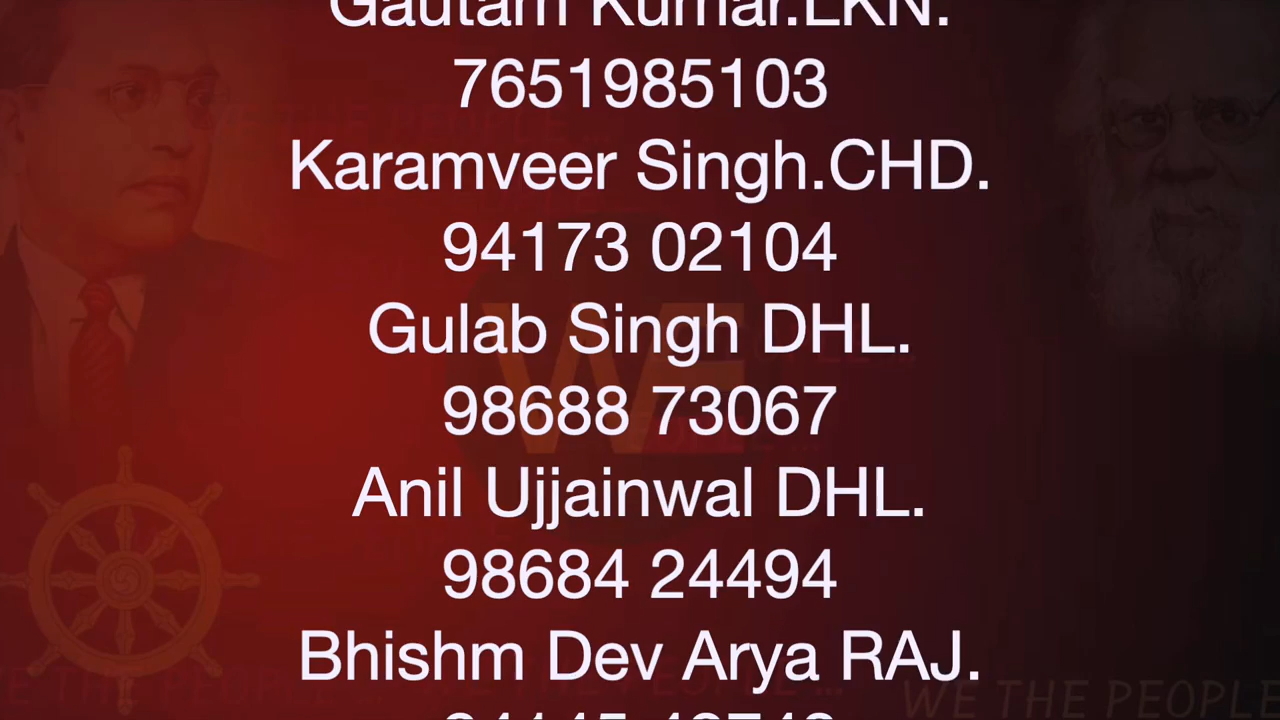 Gautam Kumar.LKN.
7651985103
Karamveer Singh.CHD.
94173 02104
Gulab Singh DHL.
98688 73067
Anil Ujjainwal DHL.
98684 24494
Bhishm Dev Arya RAJ.
WE
WE THE PEOPLE